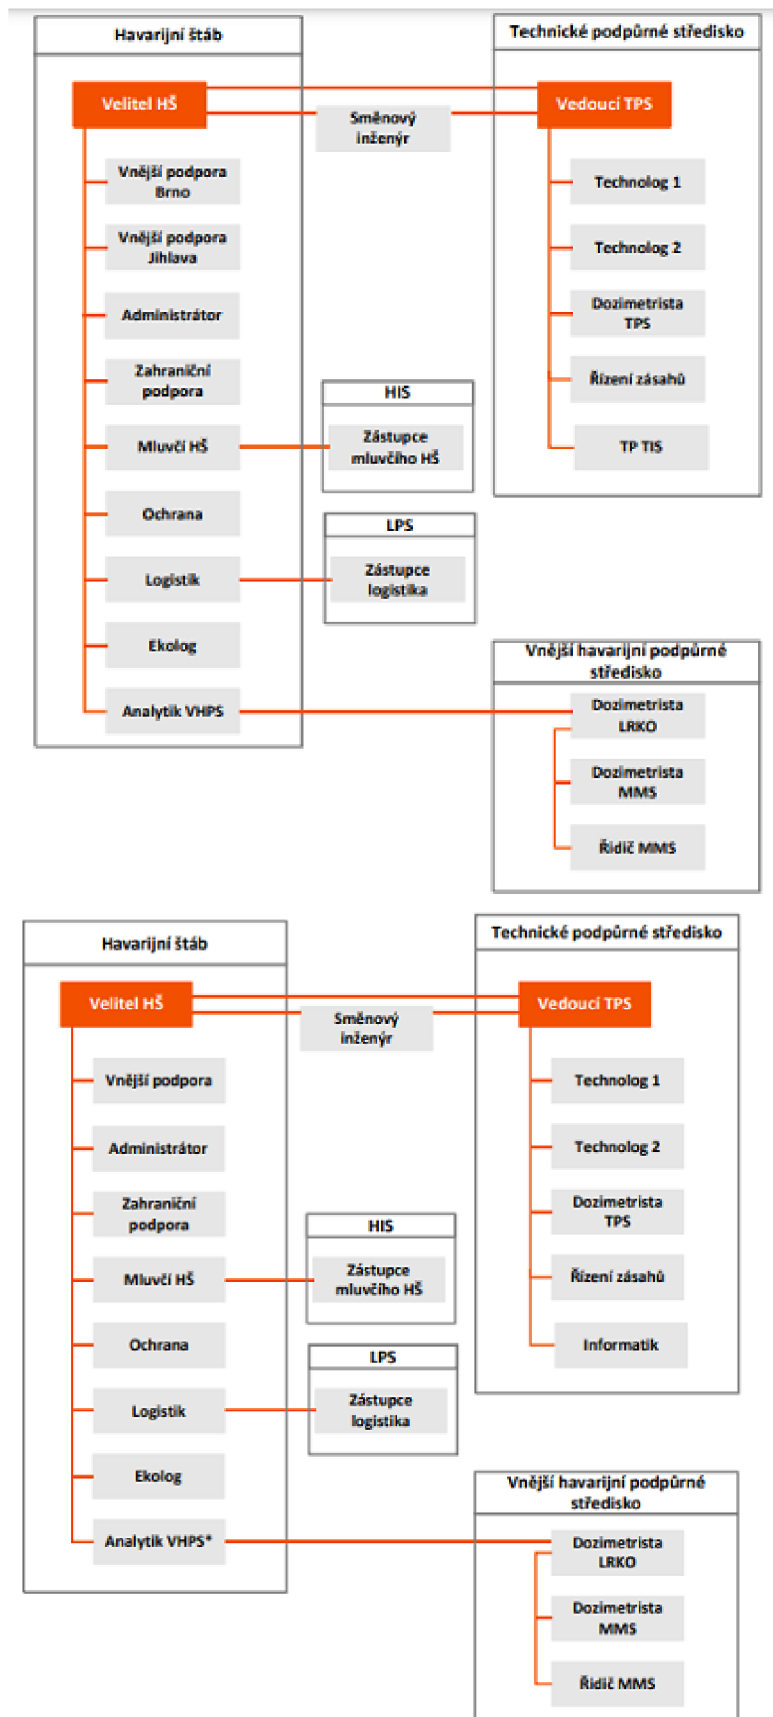 Havarijní štáb
Velitel HŠ
Vnější podpora
Brno
Vnější podpora
Jihlava
Administrátor
Zahraniční
podpora
Mluvčí HŠ
Ochrana
Logistik
Ekolog
Analytik VHPS
Směnový
inženýr
HIS
Zástupce
mluvčího HŠ
LPS
Zástupce
logistika
Technické podpůrné středisko
Vedoucí TPS
Technolog 1
Technolog 2
Dozimetrista
TPS
Řízení zásahů
TP TIS
Vnější havarijní podpůrné
středisko
Dozimetrista
LRKO
Dozimetrista
MMS
Řidič MMS
Havarijní štáb
Velitel HŠ
Vnější podpora
Administrátor
Zahraniční
podpora
Mluvčí HŠ
Ochrana
Logistik
Ekolog
Analytik VHPS*
Směnový
inženýr
HIS
Zástupce
mluvčího HŠ
LPS
Zástupce
logistika
Technické podpůrné středisko
Vedoucí TPS
Technolog 1
Technolog 2
Dozimetrista
TPS
Řízení zásahů
Informatik
Vnější havarijní podpůrné
středisko
Dozimetrista
LRKO
Dozimetrista
MMS
Řidič MMS